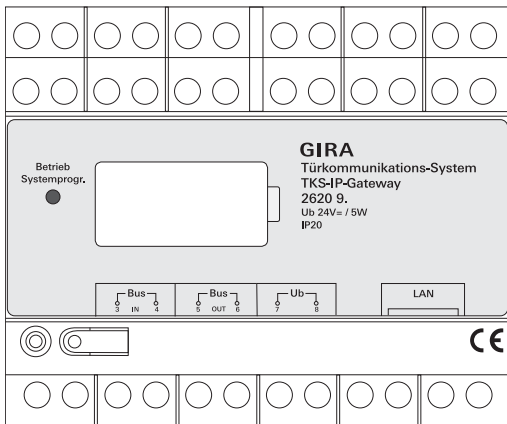 Betrieb
Systemprogr.
GIRA
Türkommunikations-System
TKS-IP-Gateway
2620 9.
Ub 24V= / 5W
IP20
Bus
3 IN 4
Bus
5 OUT 6
Ub
7 8
LAN
CE